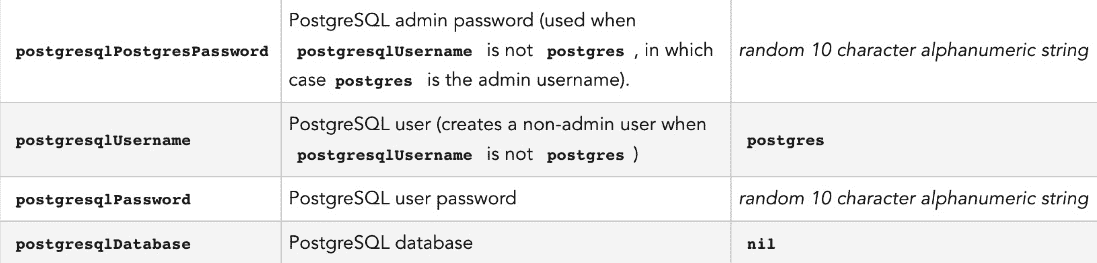 postgresqlPostgresPassword PostgreSQL admin password (used when postgresqlUsername is not postgres , in which case postgres is the admin username). random 10 character alphanumeric string
postgresqlUsername PostgreSQL user (creates a non-admin user when postgresqlUsername is not postgres ) postgres
postgresqlPassword PostgreSQL user password random 10 character alphanumeric string
postgresqlDatabase PostgreSQL database nil